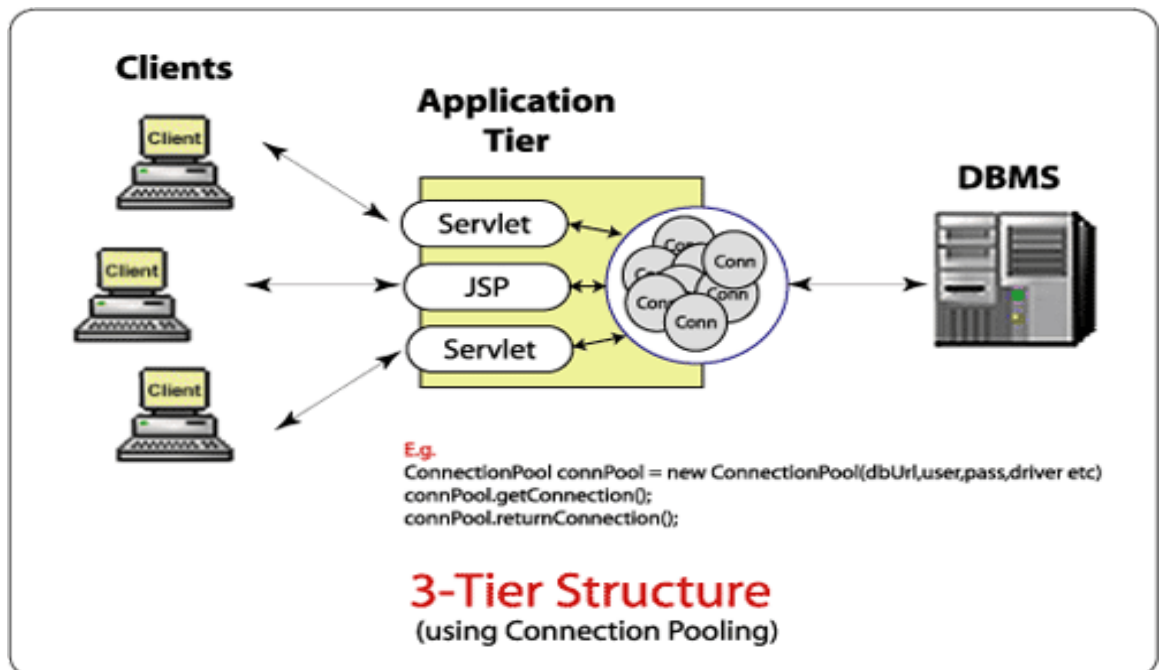 Clients
Application
Tier
DBMS
Client
Client
Client
Servlet
JSP
Servlet
Conn
Conn
Conn
Conn
Conn
Conn
E.g.
ConnectionPool connPool = new ConnectionPool(dbUrl,user,pass,driver etc)
connPool.getConnection();
connPool.returnConnection();
3-Tier Structure
(using Connection Pooling)